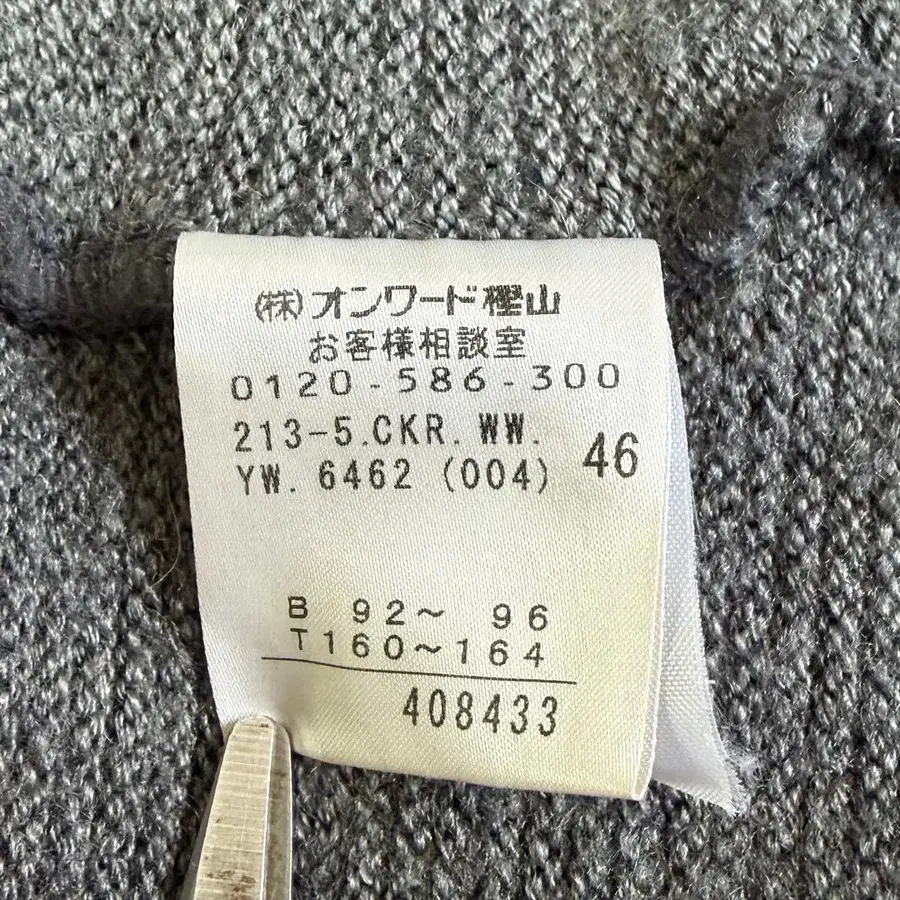 (株)オンワード樫山
お客様相談室
0120-586-300
213-5.CKR.WW.
YW.6462 (004) 46
B 92~ 96
T160~164
408433